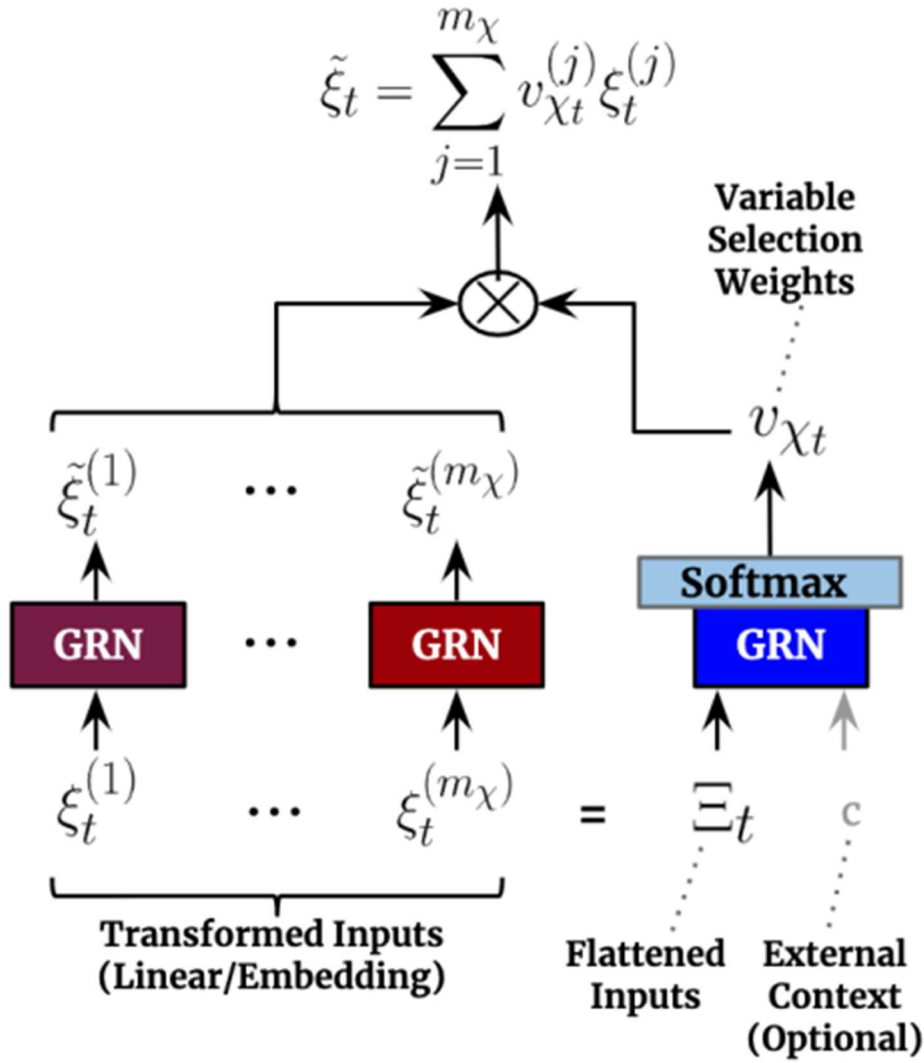 ξ̃_t = ∑_{j=1}^{m_χ} v_{χ_t}^{(j)} ξ_t^{(j)}
Variable
Selection
Weights
v_{χ_t}
ξ̃_t^{(1)} ... ξ̃_t^{(m_χ)}
Softmax
GRN ... GRN GRN
ξ_t^{(1)} ... ξ_t^{(m_χ)} = Ξ_t c
Transformed Inputs
(Linear/Embedding)
Flattened
Inputs
External
Context
(Optional)